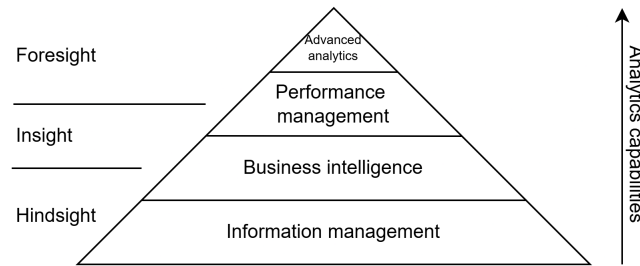 Foresight
Insight
Hindsight
Advanced
analytics
Performance
management
Business intelligence
Information management
Analytics capabilities